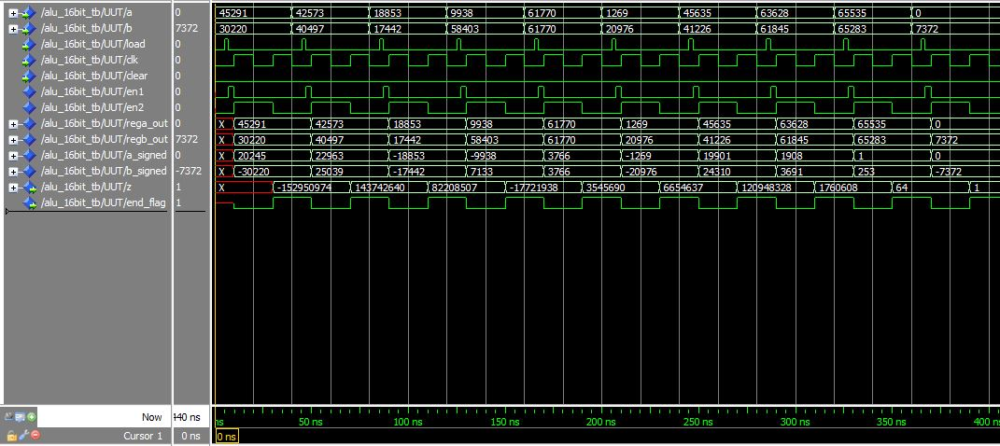 /alu_16bit_tb/UUT/a 0 45291 42573 18853 9938 61770 1269 45635 63628 65535 0
/alu_16bit_tb/UUT/b 7372 30220 40497 17442 58403 61770 20976 41226 61845 65283 7372
/alu_16bit_tb/UUT/load 0
/alu_16bit_tb/UUT/clk 0
/alu_16bit_tb/UUT/clear 0
/alu_16bit_tb/UUT/en1 0
/alu_16bit_tb/UUT/en2 0
/alu_16bit_tb/UUT/rega_out 0 X 45291 42573 18853 9938 61770 1269 45635 63628 65535 0
/alu_16bit_tb/UUT/regb_out 7372 X 30220 40497 17442 58403 61770 20976 41226 61845 65283 7372
/alu_16bit_tb/UUT/a_signed 0 X 20245 22963 -18853 -9938 3766 -1269 19901 1908 1 0
/alu_16bit_tb/UUT/b_signed -7372 X -30220 25039 -17442 7133 3766 -20976 24310 3691 253 -7372
/alu_16bit_tb/UUT/z 1 X -152950974 143742640 82208507 -17721938 3545690 6654637 120948328 1760608 64 1
/alu_16bit_tb/UUT/end_flag 1
Now 440 ns ns 50 ns 100 ns 150 ns 200 ns 250 ns 300 ns 350 ns 400 ns
Cursor 1 0 ns 0 ns